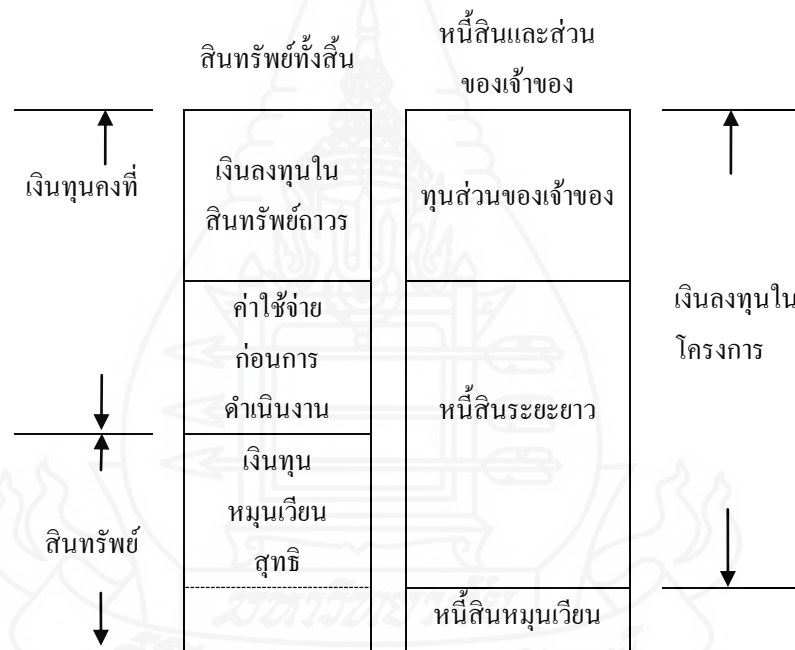 สินทรัพย์ทั้งสิ้น
หนี้สินและส่วน
ของเจ้าของ
เงินทุนคงที่
เงินลงทุนใน
สินทรัพย์ถาวร
ทุนส่วนของเจ้าของ
ค่าใช้จ่าย
ก่อนการ
ดำเนินงาน
หนี้สินระยะยาว
เงินลงทุนใน
โครงการ
สินทรัพย์
เงินทุน
หมุนเวียน
สุทธิ
หนี้สินหมุนเวียน